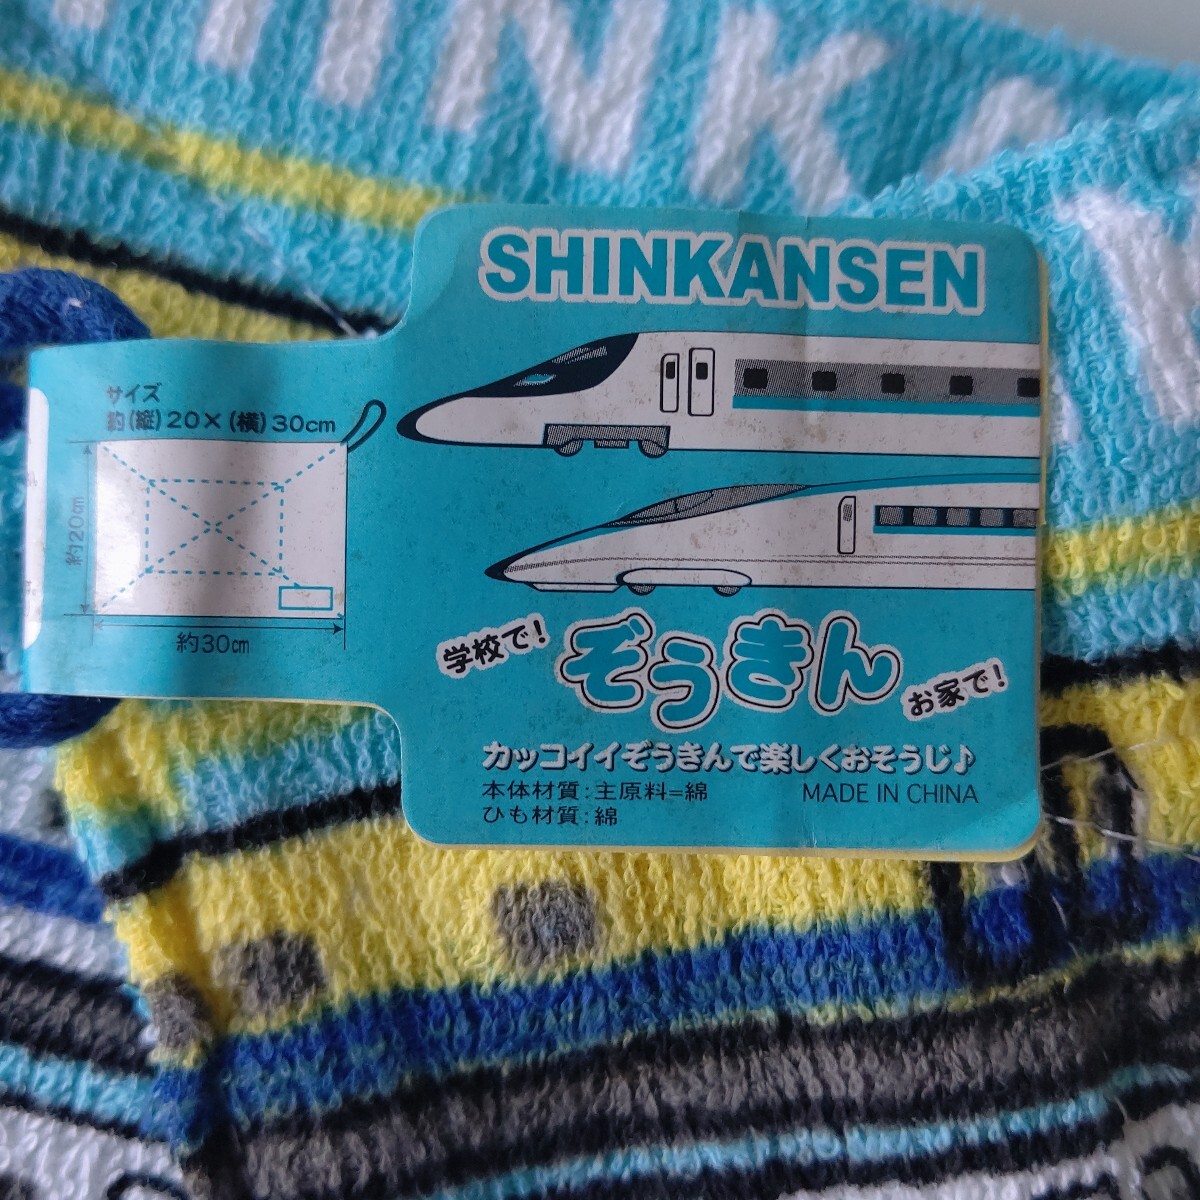 HINKA
N
SHINKANSEN
サイズ
約(縦)20×(横)30cm
約20cm
約30cm
学校で!
ぞうきん
お家で!
カッコイイぞうきんで楽しくおそうじ♪
本体材質:主原料=綿
MADE IN CHINA
ひも材質:綿